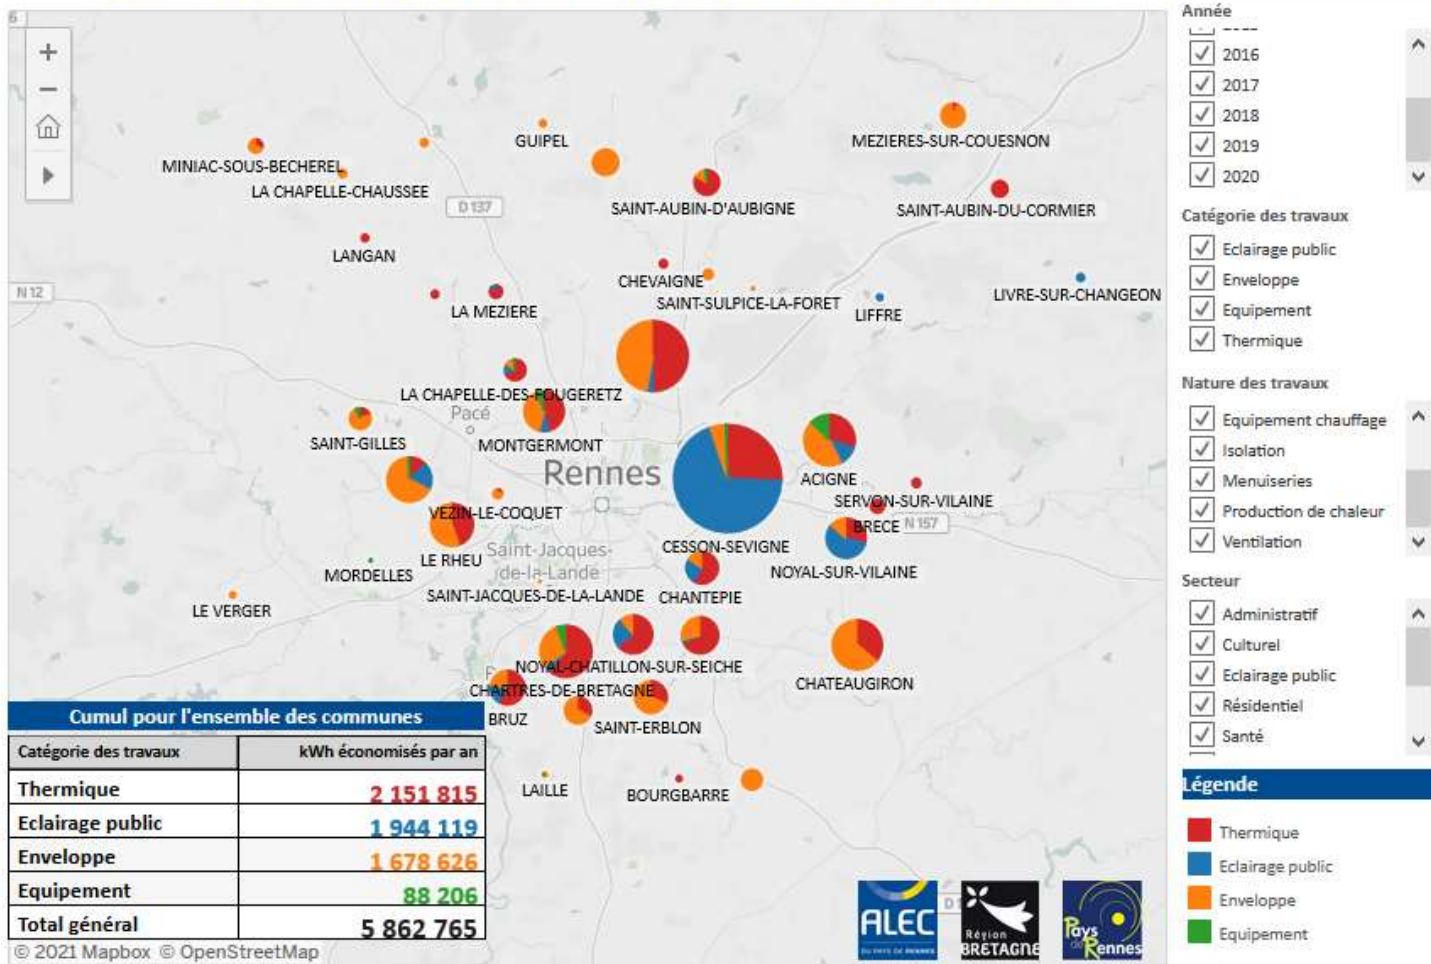 6
+
−
D 137
N 12
GUIPEL
MEZIERES-SUR-COUESNON
MINIAC-SOUS-BECHEREL
LA CHAPELLE-CHAUSSEE
SAINT-AUBIN-D'AUBIGNE
SAINT-AUBIN-DU-CORMIER
LANGAN
CHEVAIGNE
LIVRE-SUR-CHANGEON
SAINT-SULPICE-LA-FORET
LIFFRE
LA MEZIERE
LA CHAPELLE-DES-FOUGERETZ
Pacé
SAINT-GILLES
MONTGERMONT
Rennes
ACIGNE
SERVON-SUR-VILAINE
VEZIN-LE-COQUET
BRECE
N 157
CESSON-SEVIGNE
LE RHEU
Saint-Jacques-
de-la-Lande
NOYAL-SUR-VILAINE
MORDELLES
SAINT-JACQUES-DE-LA-LANDE
CHANTEPIE
LE VERGER
NOYAL-CHATILLON-SUR-SEICHE
CHATEAUGIRON
CHARTRES-DE-BRETAGNE
BRUZ
SAINT-ERBLON
LAILLE
BOURGBARRE
Cumul pour l'ensemble des communes
Catégorie des travaux kWh économisés par an
Thermique 2 151 815
Eclairage public 1 944 119
Enveloppe 1 678 626
Equipement 88 206
Total général 5 862 765
© 2021 Mapbox © OpenStreetMap
ALEC
DU PAYS DE RENNES
Région
BRETAGNE
Pays
de Rennes
Année
2016
2017
2018
2019
2020
Catégorie des travaux
Eclairage public
Enveloppe
Equipement
Thermique
Nature des travaux
Equipement chauffage
Isolation
Menuiseries
Production de chaleur
Ventilation
Secteur
Administratif
Culturel
Eclairage public
Résidentiel
Santé
Légende
Thermique
Eclairage public
Enveloppe
Equipement